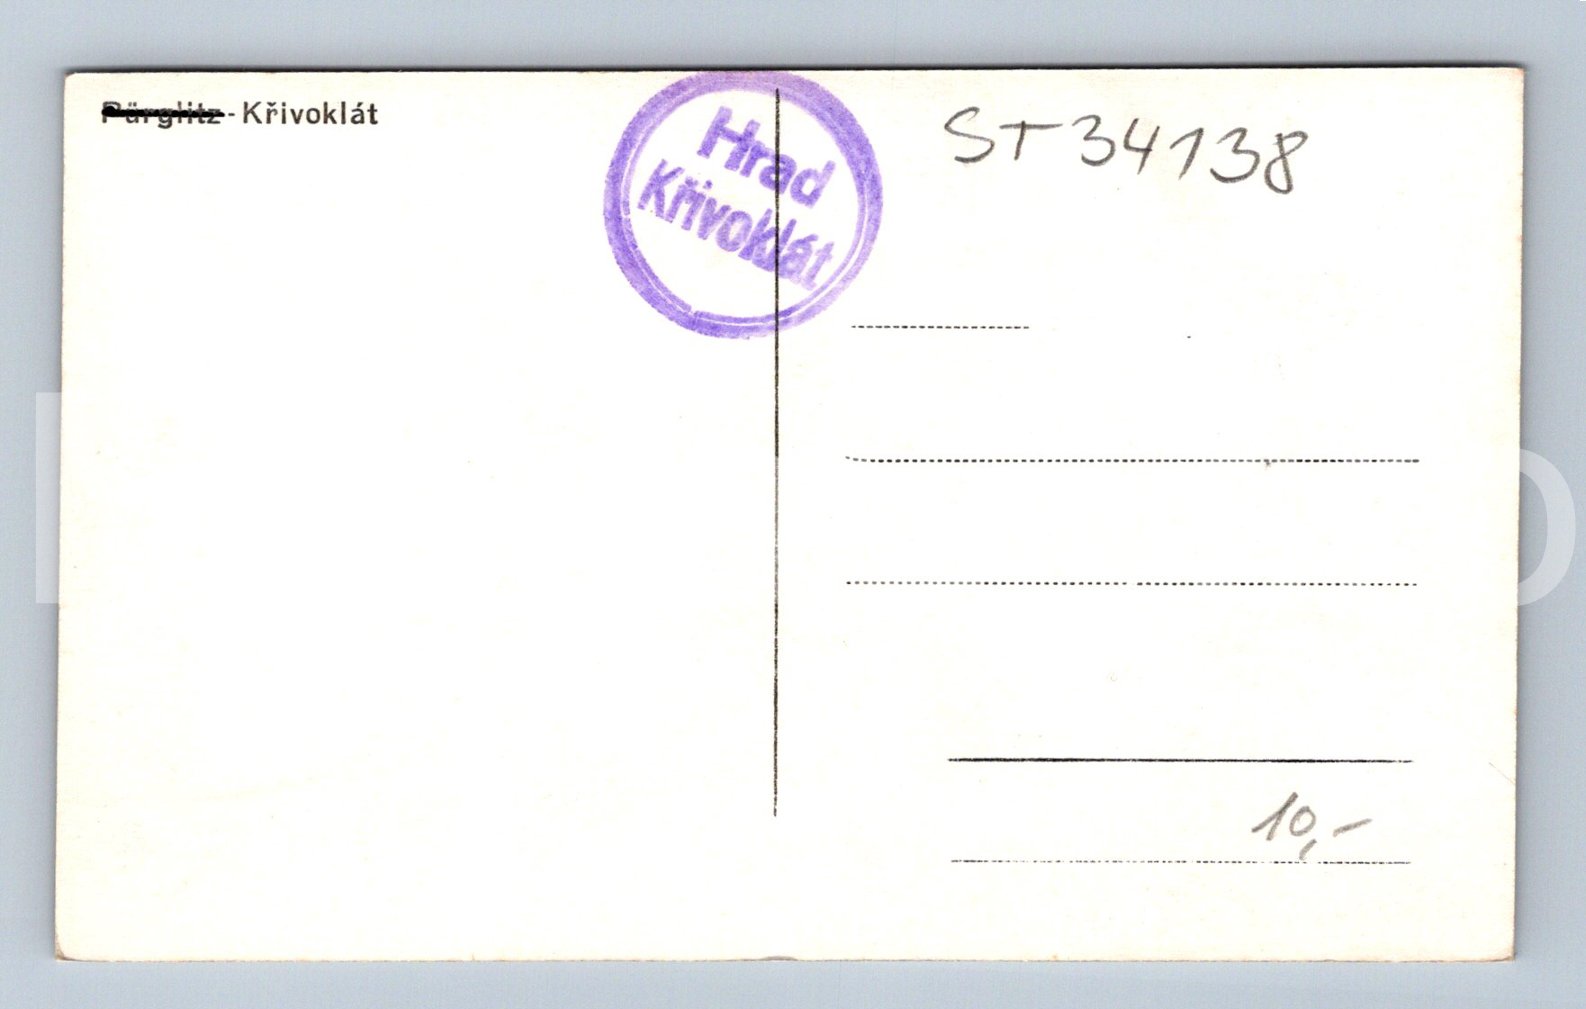 Pürglitz-Křivoklát
Hrad
Křivoklát
ST34138
10,-